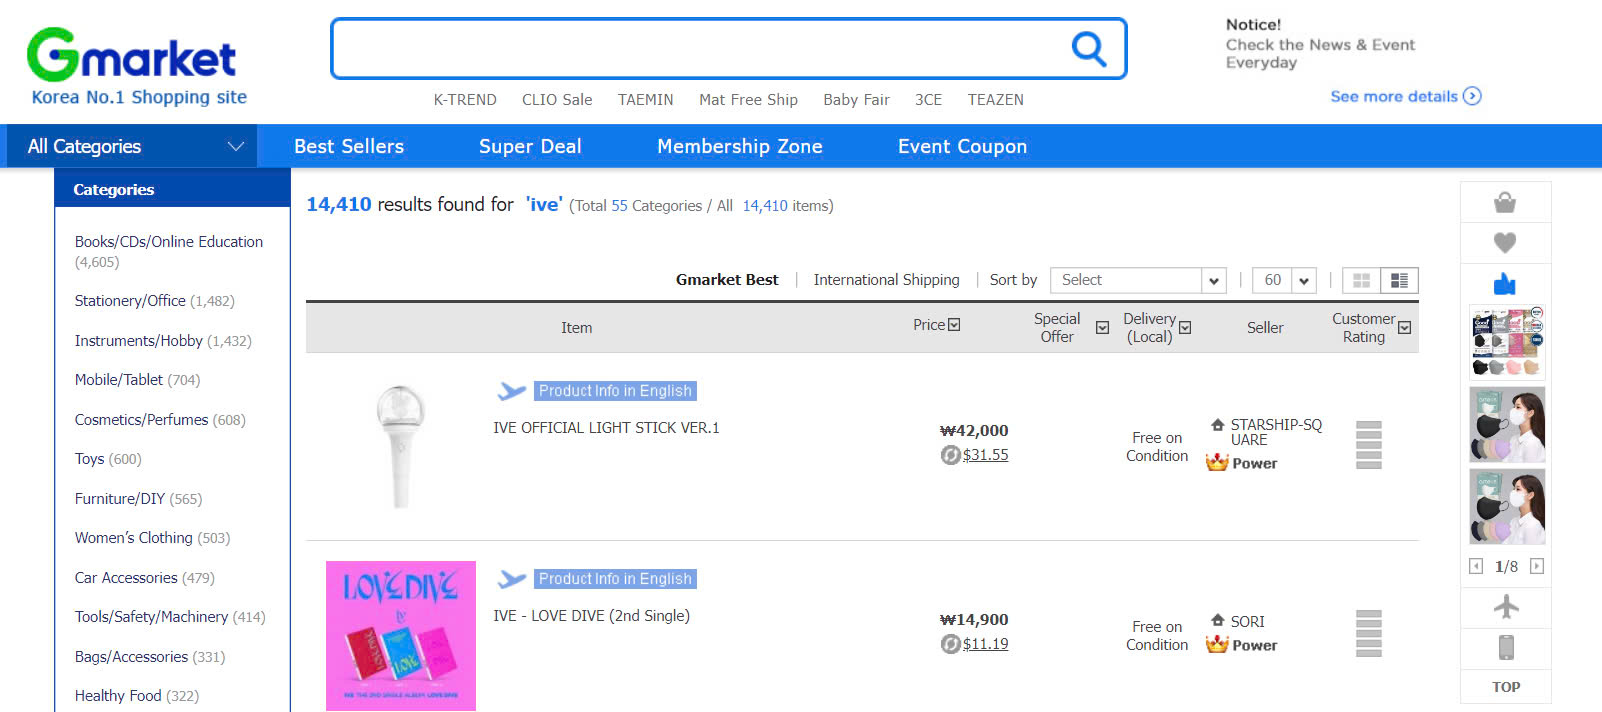 Gmarket
Korea No.1 Shopping site
K-TREND CLIO Sale TAEMIN Mat Free Ship Baby Fair 3CE TEAZEN
Notice!
Check the News & Event
Everyday
See more details
All Categories Best Sellers Super Deal Membership Zone Event Coupon
Categories
Books/CDs/Online Education
(4,605)
Stationery/Office (1,482)
Instruments/Hobby (1,432)
Mobile/Tablet (704)
Cosmetics/Perfumes (608)
Toys (600)
Furniture/DIY (565)
Women's Clothing (503)
Car Accessories (479)
Tools/Safety/Machinery (414)
Bags/Accessories (331)
Healthy Food (322)
14,410 results found for 'ive' (Total 55 Categories / All 14,410 items)
Gmarket Best | International Shipping | Sort by Select | 60 |
Item Price Special Offer Delivery (Local) Seller Customer Rating
Product Info in English
IVE OFFICIAL LIGHT STICK VER.1
₩42,000
$31.55
Free on
Condition
STARSHIP-SQ
UARE
Power
LOVE DIVE
LOVE
IVE THE 2ND SINGLE ALBUM LOVE DIVE
Product Info in English
IVE - LOVE DIVE (2nd Single)
₩14,900
$11.19
Free on
Condition
SORI
Power
1/8
TOP